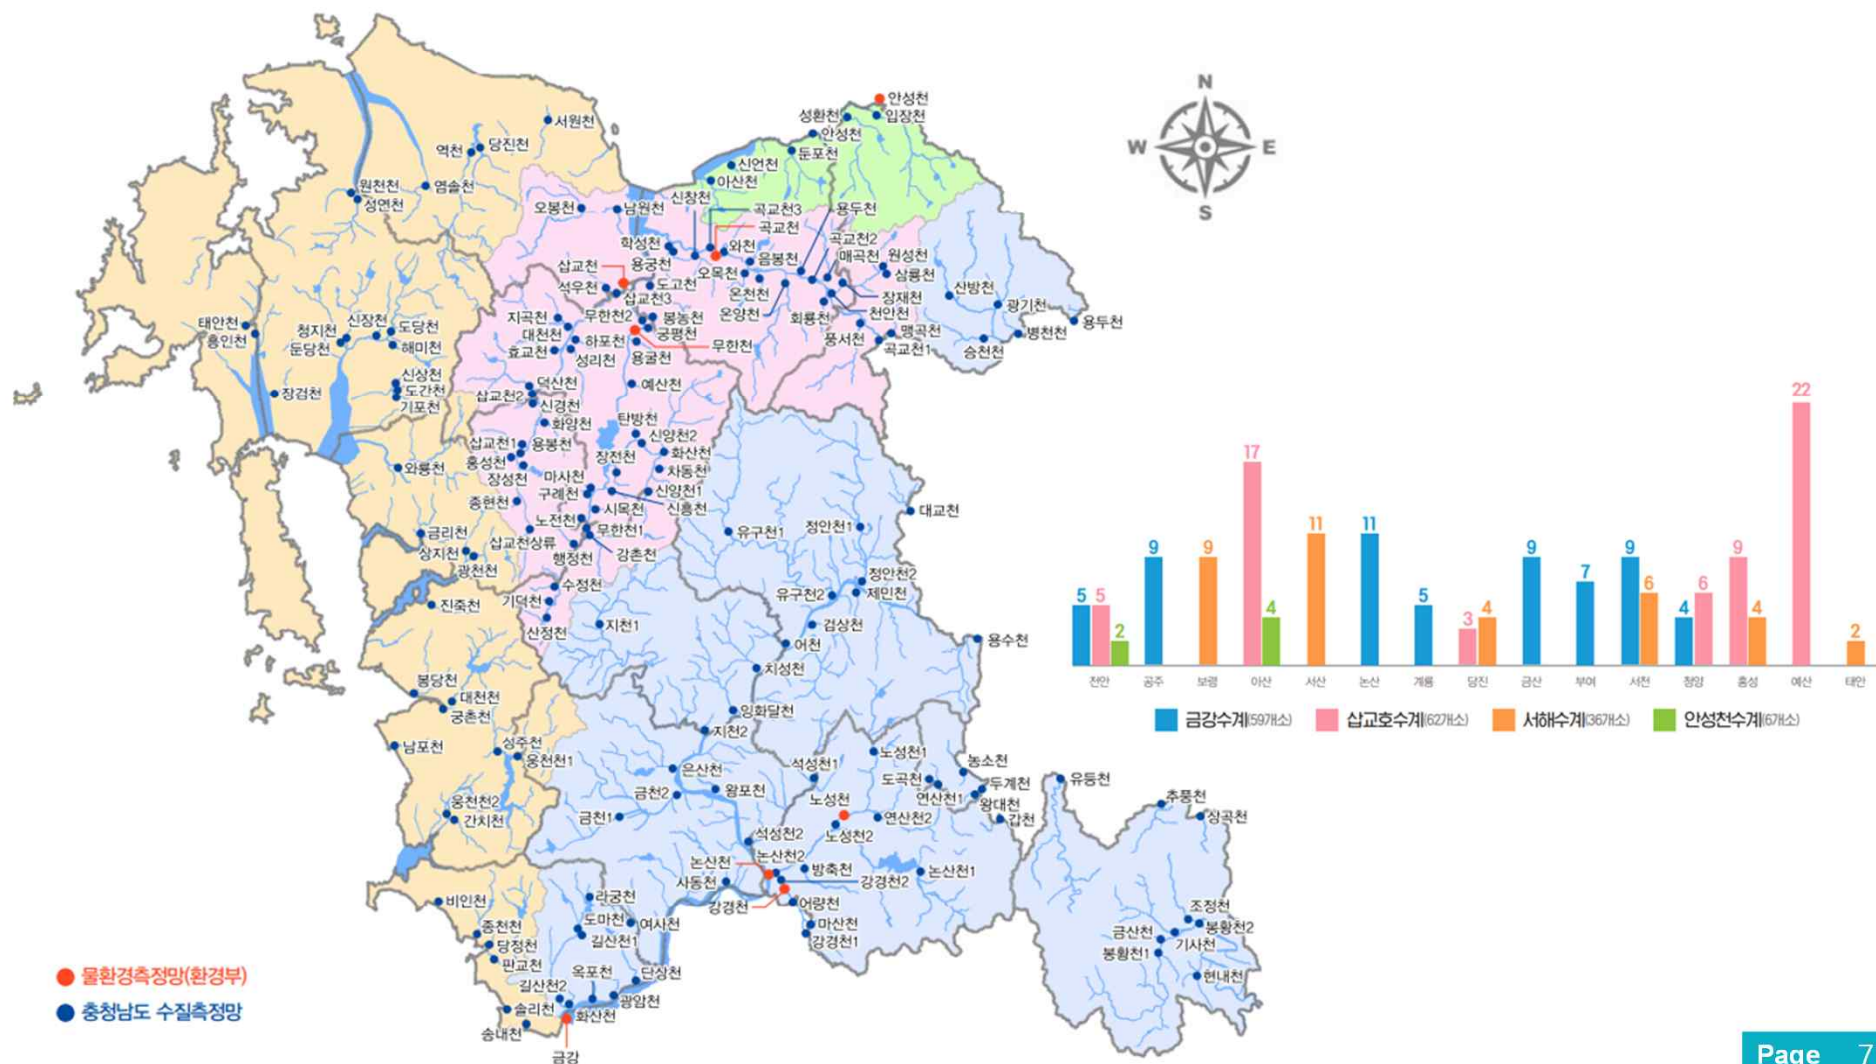 안성천
성환천
입장천
안성천
둔포천
신언천
아산천
서원천
당진천
역천
염솔천
원천천
성연천
오봉천
남원천
신창천
곡교천3
곡교천
용두천
곡교천2
학성천
와천
음봉천
매곡천
원성천
삼룡천
삽교천
용궁천
오목천
석우천
도고천
삽교천3
온천천
온양천
회룡천
장재천
천안천
산방천
광기천
용두천
병천천
승천천
태안천
흥인천
청지천
신장천
도당천
둔당천
해미천
지곡천
무한천2
봉농천
대천천
궁평천
하포천
무한천
풍서천
맹곡천
곡교천1
효교천
성리천
용굴천
신상천
도간천
기포천
장검천
덕산천
예산천
삽교천2
신경천
화양천
탄방천
신양천2
삽교천1
용봉천
화산천
홍성천
장전천
차동천
와룡천
장성천
마사천
구례천
신양천1
종현천
시목천
신흥천
대교천
노전천
무한천1
유구천1
정안천1
금리천
상지천
삽교천상류
강촌천
광천천
행정천
수정천
정안천2
진죽천
기덕천
유구천2
제민천
산정천
지천1
검상천
어천
용수천
치성천
봉당천
대천천
궁촌천
잉화달천
지천2
남포천
성주천
웅천천1
노성천1
은산천
석성천1
농소천
도곡천
두계천
유등천
금천2
왕포천
연산천1
왕대천
추풍천
웅천천2
노성천
간치천
금천1
연산천2
갑천
장곡천
석성천2
노성천2
논산천
논산천2
방축천
논산천1
사동천
강경천2
비인천
라궁천
강경천
어량천
조정천
종천천
도마천
여사천
마산천
봉황천2
당정천
길산천1
강경천1
금산천
기사천
판교천
봉황천1
옥포천
단상천
현내천
길산천2
솔리천
광암천
화산천
송내천
금강
물환경측정망(환경부)
충청남도 수질측정망
N
W
E
S
5 5 2
9
9
17 4
11
11
5
3 4
9
7
9 6
4 6
9 4
22
2
천안 공주 보령 아산 서산 논산 계룡 당진 금산 부여 서천 청양 홍성 예산 태안
금강수계(59개소) 삽교호수계(62개소) 서해수계(36개소) 안성천수계(6개소)
Page 7